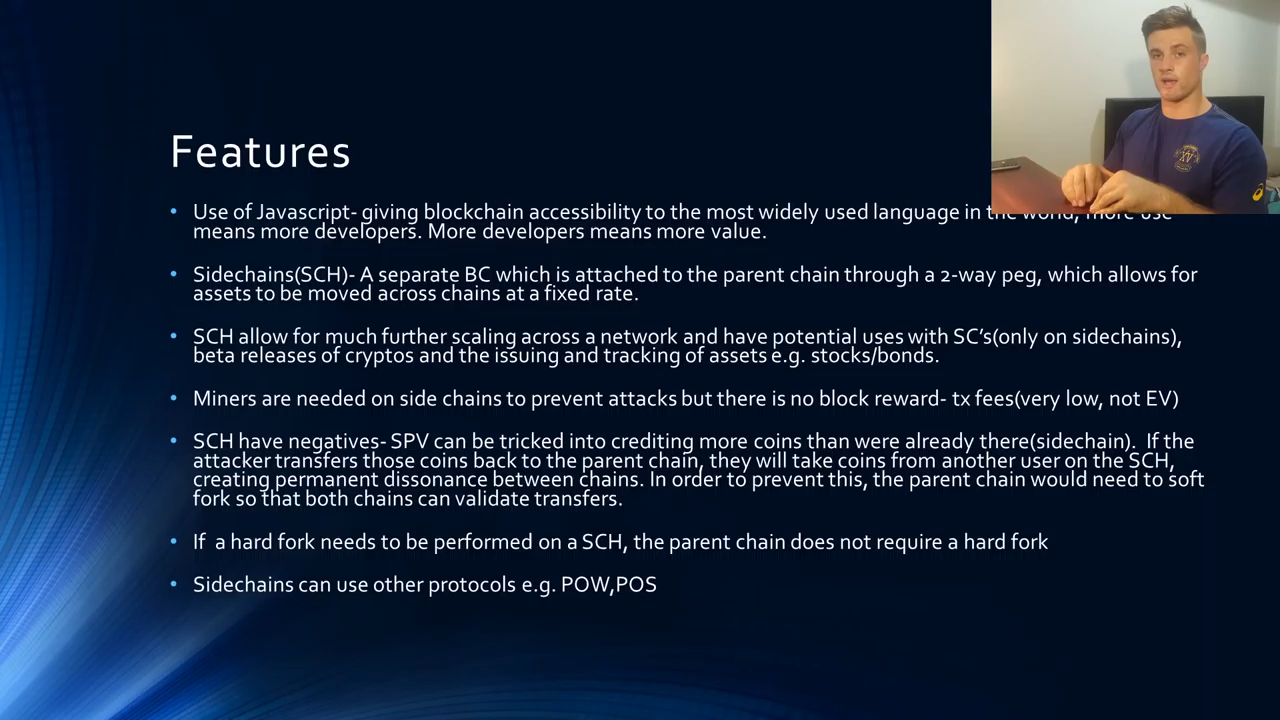 Features
• Use of Javascript- giving blockchain accessibility to the most widely used language in the world, more use
means more developers. More developers means more value.
• Sidechains(SCH)- A separate BC which is attached to the parent chain through a 2-way peg, which allows for
assets to be moved across chains at a fixed rate.
• SCH allow for much further scaling across a network and have potential uses with SC's(only on sidechains),
beta releases of cryptos and the issuing and tracking of assets e.g. stocks/bonds.
• Miners are needed on side chains to prevent attacks but there is no block reward- tx fees(very low, not EV)
• SCH have negatives- SPV can be tricked into crediting more coins than were already there(sidechain).  If the
attacker transfers those coins back to the parent chain, they will take coins from another user on the SCH,
creating permanent dissonance between chains. In order to prevent this, the parent chain would need to soft
fork so that both chains can validate transfers.
• If  a hard fork needs to be performed on a SCH, the parent chain does not require a hard fork
• Sidechains can use other protocols e.g. POW,POS
XV